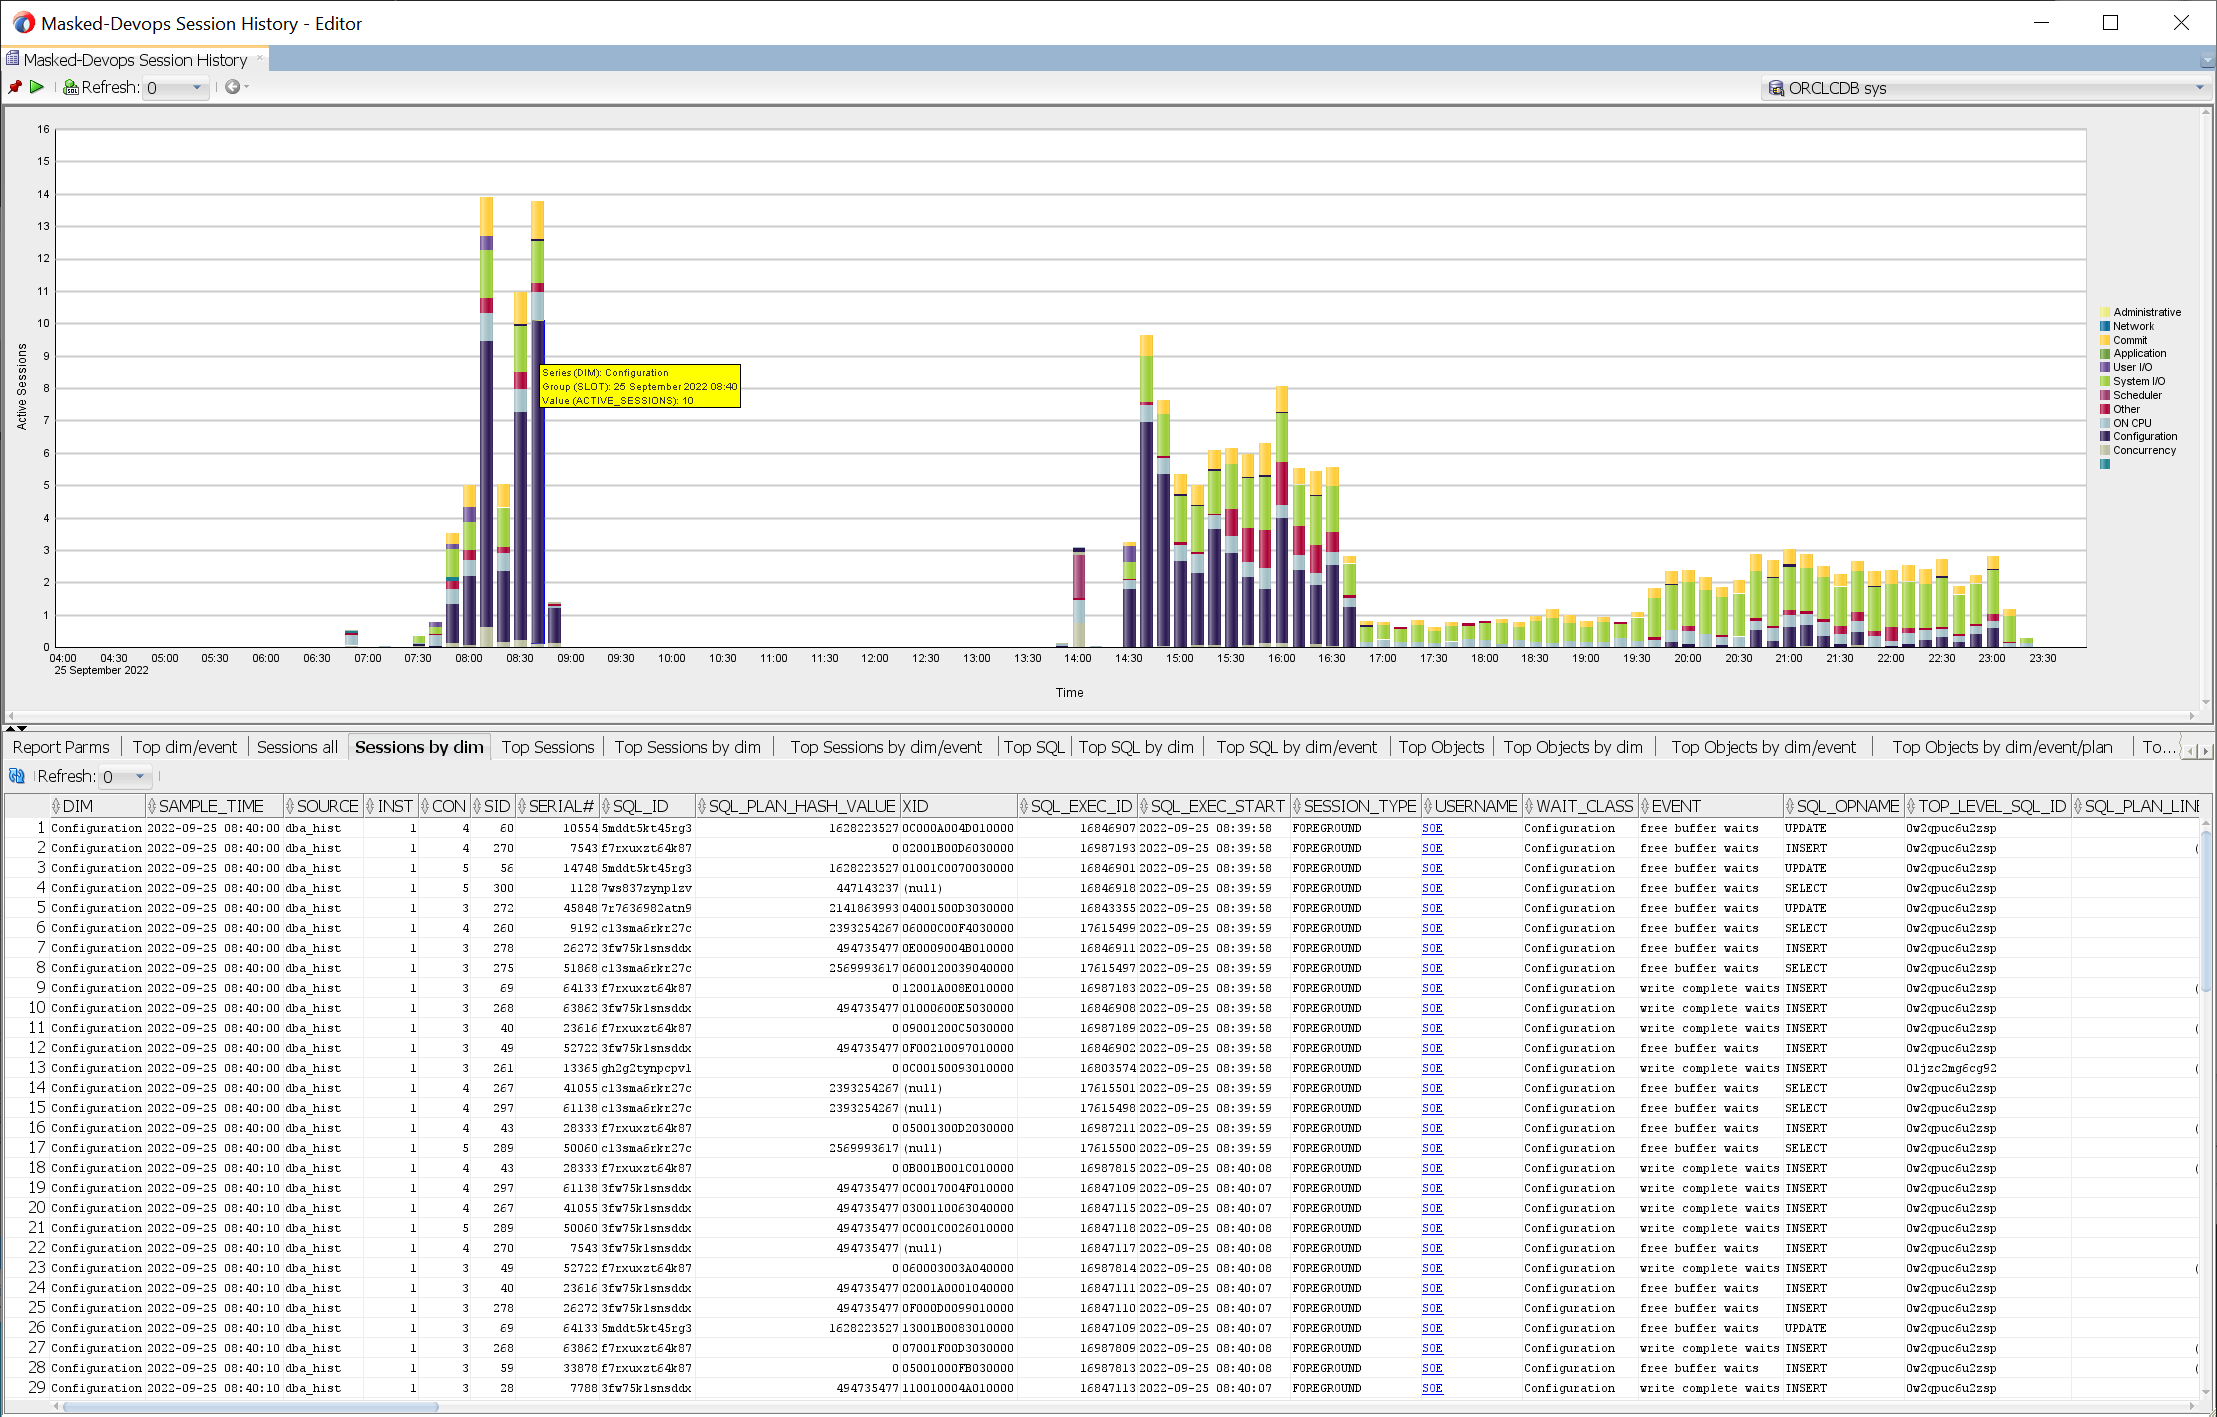 Masked-Devops Session History - Editor
Masked-Devops Session History
Refresh: 0
ORCLCDB sys
16
15
14
13
12
11
10
9
8
7
6
5
4
3
2
1
0
Active Sessions
Series (DIM): Configuration
Group (SLOT): 25 September 2022 08:40
Value (ACTIVE_SESSIONS): 10
Administrative
Network
Commit
Application
User I/O
System I/O
Scheduler
Other
ON CPU
Configuration
Concurrency
04:00 04:30 05:00 05:30 06:00 06:30 07:00 07:30 08:00 08:30 09:00 09:30 10:00 10:30 11:00 11:30 12:00 12:30 13:00 13:30 14:00 14:30 15:00 15:30 16:00 16:30 17:00 17:30 18:00 18:30 19:00 19:30 20:00 20:30 21:00 21:30 22:00 22:30 23:00 23:30
25 September 2022
Time
Report Parms Top dim/event Sessions all Sessions by dim Top Sessions Top Sessions by dim Top Sessions by dim/event Top SQL Top SQL by dim Top SQL by dim/event Top Objects Top Objects by dim Top Objects by dim/event Top Objects by dim/event/plan To...
Refresh: 0
DIM SAMPLE_TIME SOURCE INST CON SID SERIAL# SQL_ID SQL_PLAN_HASH_VALUE XID SQL_EXEC_ID SQL_EXEC_START SESSION_TYPE USERNAME WAIT_CLASS EVENT SQL_OPNAME TOP_LEVEL_SQL_ID SQL_PLAN_LINE
1 Configuration 2022-09-25 08:40:00 dba_hist 1 4 60 10554 5mddt5kt45rg3 1628223527 0C000A004D010000 16846907 2022-09-25 08:39:58 FOREGROUND SOE Configuration free buffer waits UPDATE 0w2qpuc6u2zsp
2 Configuration 2022-09-25 08:40:00 dba_hist 1 4 270 7543 f7rxuxzt64k87 0 02001B00D6030000 16987193 2022-09-25 08:39:58 FOREGROUND SOE Configuration free buffer waits INSERT 0w2qpuc6u2zsp (
3 Configuration 2022-09-25 08:40:00 dba_hist 1 5 56 14748 5mddt5kt45rg3 1628223527 01001C0070030000 16846901 2022-09-25 08:39:58 FOREGROUND SOE Configuration free buffer waits UPDATE 0w2qpuc6u2zsp
4 Configuration 2022-09-25 08:40:00 dba_hist 1 5 300 1128 7ws837zynp1zv 447143237 (null) 16846918 2022-09-25 08:39:59 FOREGROUND SOE Configuration free buffer waits SELECT 0w2qpuc6u2zsp
5 Configuration 2022-09-25 08:40:00 dba_hist 1 3 272 45848 7r7636982atn9 2141863993 04001500D3030000 16843355 2022-09-25 08:39:58 FOREGROUND SOE Configuration free buffer waits UPDATE 0w2qpuc6u2zsp
6 Configuration 2022-09-25 08:40:00 dba_hist 1 4 260 9192 c13sma6rkr27c 2393254267 06000C00F4030000 17615499 2022-09-25 08:39:59 FOREGROUND SOE Configuration free buffer waits SELECT 0w2qpuc6u2zsp
7 Configuration 2022-09-25 08:40:00 dba_hist 1 3 278 26272 3fw75k1snsddx 494735477 0E0009004B010000 16846911 2022-09-25 08:39:58 FOREGROUND SOE Configuration free buffer waits INSERT 0w2qpuc6u2zsp
8 Configuration 2022-09-25 08:40:00 dba_hist 1 3 275 51868 c13sma6rkr27c 2569993617 0600120039040000 17615497 2022-09-25 08:39:59 FOREGROUND SOE Configuration free buffer waits SELECT 0w2qpuc6u2zsp
9 Configuration 2022-09-25 08:40:00 dba_hist 1 3 69 64133 f7rxuxzt64k87 0 12001A008E010000 16987183 2022-09-25 08:39:58 FOREGROUND SOE Configuration write complete waits INSERT 0w2qpuc6u2zsp (
10 Configuration 2022-09-25 08:40:00 dba_hist 1 3 268 63862 3fw75k1snsddx 494735477 01000600E5030000 16846908 2022-09-25 08:39:58 FOREGROUND SOE Configuration write complete waits INSERT 0w2qpuc6u2zsp
11 Configuration 2022-09-25 08:40:00 dba_hist 1 3 40 23616 f7rxuxzt64k87 0 09001200C5030000 16987189 2022-09-25 08:39:58 FOREGROUND SOE Configuration free buffer waits INSERT 0w2qpuc6u2zsp (
12 Configuration 2022-09-25 08:40:00 dba_hist 1 3 49 52722 3fw75k1snsddx 494735477 0F00210097010000 16846902 2022-09-25 08:39:58 FOREGROUND SOE Configuration free buffer waits INSERT 0w2qpuc6u2zsp
13 Configuration 2022-09-25 08:40:00 dba_hist 1 3 261 13365 gh2g2tynpcpv1 0 0C00150093010000 16803574 2022-09-25 08:39:58 FOREGROUND SOE Configuration write complete waits INSERT 01jzc2mg6cg92 (
14 Configuration 2022-09-25 08:40:00 dba_hist 1 4 267 41055 c13sma6rkr27c 2393254267 (null) 17615501 2022-09-25 08:39:59 FOREGROUND SOE Configuration free buffer waits SELECT 0w2qpuc6u2zsp
15 Configuration 2022-09-25 08:40:00 dba_hist 1 4 297 61138 c13sma6rkr27c 2393254267 (null) 17615498 2022-09-25 08:39:59 FOREGROUND SOE Configuration free buffer waits SELECT 0w2qpuc6u2zsp
16 Configuration 2022-09-25 08:40:00 dba_hist 1 4 43 28333 f7rxuxzt64k87 0 05001300D2030000 16987211 2022-09-25 08:39:59 FOREGROUND SOE Configuration free buffer waits INSERT 0w2qpuc6u2zsp (
17 Configuration 2022-09-25 08:40:00 dba_hist 1 5 289 50060 c13sma6rkr27c 2569993617 (null) 17615500 2022-09-25 08:39:59 FOREGROUND SOE Configuration free buffer waits SELECT 0w2qpuc6u2zsp
18 Configuration 2022-09-25 08:40:10 dba_hist 1 4 43 28333 f7rxuxzt64k87 0 0B001B001C010000 16987815 2022-09-25 08:40:08 FOREGROUND SOE Configuration write complete waits INSERT 0w2qpuc6u2zsp (
19 Configuration 2022-09-25 08:40:10 dba_hist 1 4 297 61138 3fw75k1snsddx 494735477 0C0017004F010000 16847109 2022-09-25 08:40:07 FOREGROUND SOE Configuration write complete waits INSERT 0w2qpuc6u2zsp
20 Configuration 2022-09-25 08:40:10 dba_hist 1 4 267 41055 3fw75k1snsddx 494735477 0300110063040000 16847115 2022-09-25 08:40:07 FOREGROUND SOE Configuration write complete waits INSERT 0w2qpuc6u2zsp
21 Configuration 2022-09-25 08:40:10 dba_hist 1 5 289 50060 3fw75k1snsddx 494735477 0C001C0026010000 16847118 2022-09-25 08:40:08 FOREGROUND SOE Configuration write complete waits INSERT 0w2qpuc6u2zsp
22 Configuration 2022-09-25 08:40:10 dba_hist 1 4 270 7543 3fw75k1snsddx 494735477 (null) 16847117 2022-09-25 08:40:08 FOREGROUND SOE Configuration free buffer waits INSERT 0w2qpuc6u2zsp
23 Configuration 2022-09-25 08:40:10 dba_hist 1 3 49 52722 f7rxuxzt64k87 0 060003003A040000 16987814 2022-09-25 08:40:08 FOREGROUND SOE Configuration write complete waits INSERT 0w2qpuc6u2zsp (
24 Configuration 2022-09-25 08:40:10 dba_hist 1 3 40 23616 3fw75k1snsddx 494735477 02001A0001040000 16847111 2022-09-25 08:40:07 FOREGROUND SOE Configuration free buffer waits INSERT 0w2qpuc6u2zsp
25 Configuration 2022-09-25 08:40:10 dba_hist 1 3 278 26272 3fw75k1snsddx 494735477 0F000D0099010000 16847110 2022-09-25 08:40:07 FOREGROUND SOE Configuration free buffer waits INSERT 0w2qpuc6u2zsp
26 Configuration 2022-09-25 08:40:10 dba_hist 1 3 69 64133 5mddt5kt45rg3 1628223527 13001B0083010000 16847109 2022-09-25 08:40:07 FOREGROUND SOE Configuration free buffer waits UPDATE 0w2qpuc6u2zsp
27 Configuration 2022-09-25 08:40:10 dba_hist 1 3 268 63862 f7rxuxzt64k87 0 07001F00D3030000 16987809 2022-09-25 08:40:08 FOREGROUND SOE Configuration write complete waits INSERT 0w2qpuc6u2zsp (
28 Configuration 2022-09-25 08:40:10 dba_hist 1 3 59 33878 f7rxuxzt64k87 0 05001000FB030000 16987813 2022-09-25 08:40:08 FOREGROUND SOE Configuration free buffer waits INSERT 0w2qpuc6u2zsp (
29 Configuration 2022-09-25 08:40:10 dba_hist 1 3 28 7788 3fw75k1snsddx 494735477 110010004A010000 16847113 2022-09-25 08:40:07 FOREGROUND SOE Configuration write complete waits INSERT 0w2qpuc6u2zsp